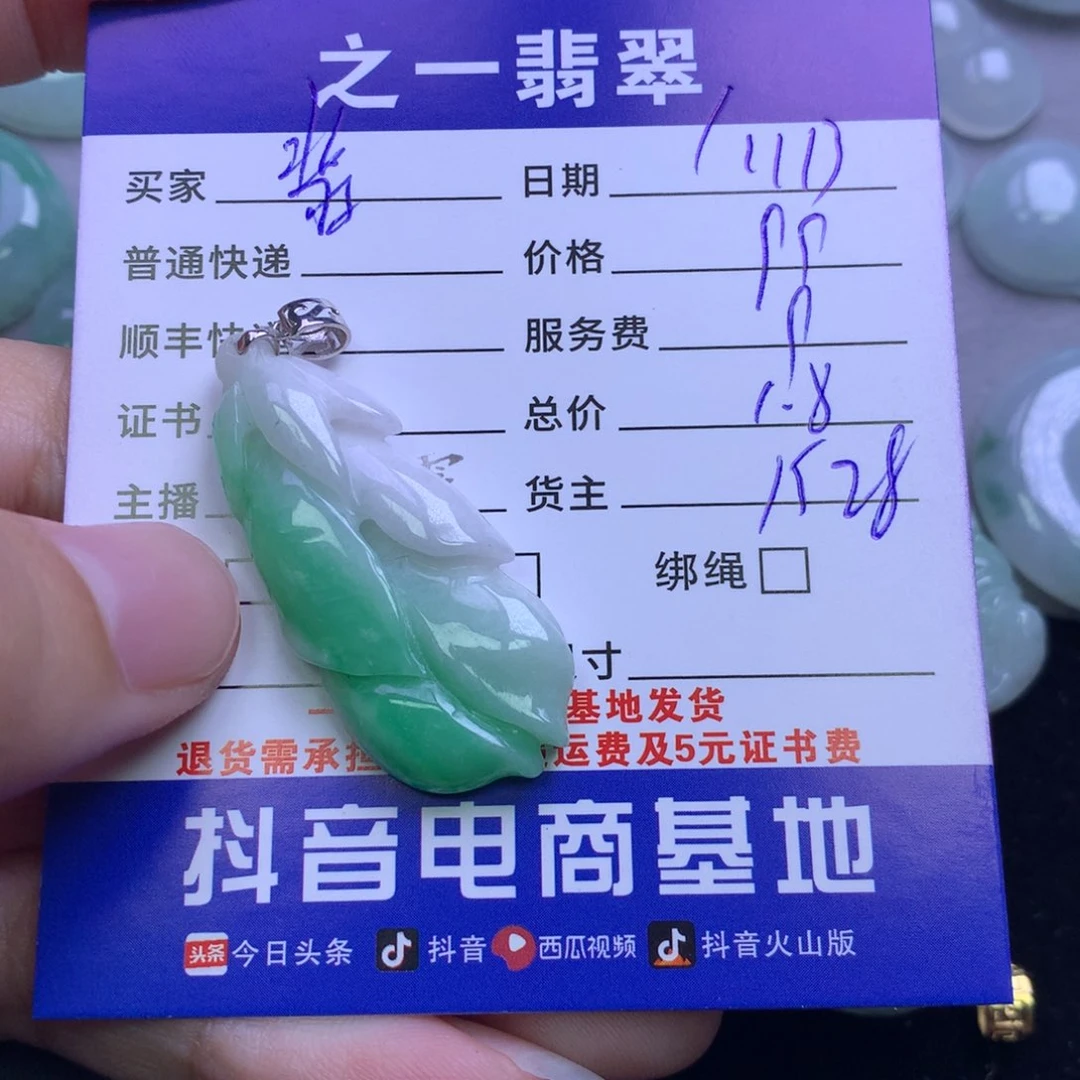 之一翡翠
买家 日期
普通快递 价格
顺丰快 服务费
证书 总价 1.8
主播 货主 1528
绑绳
寸
基地发货
退货需承担 运费及5元证书费
抖音电商基地
头条 今日头条 抖音 西瓜视频 抖音火山版